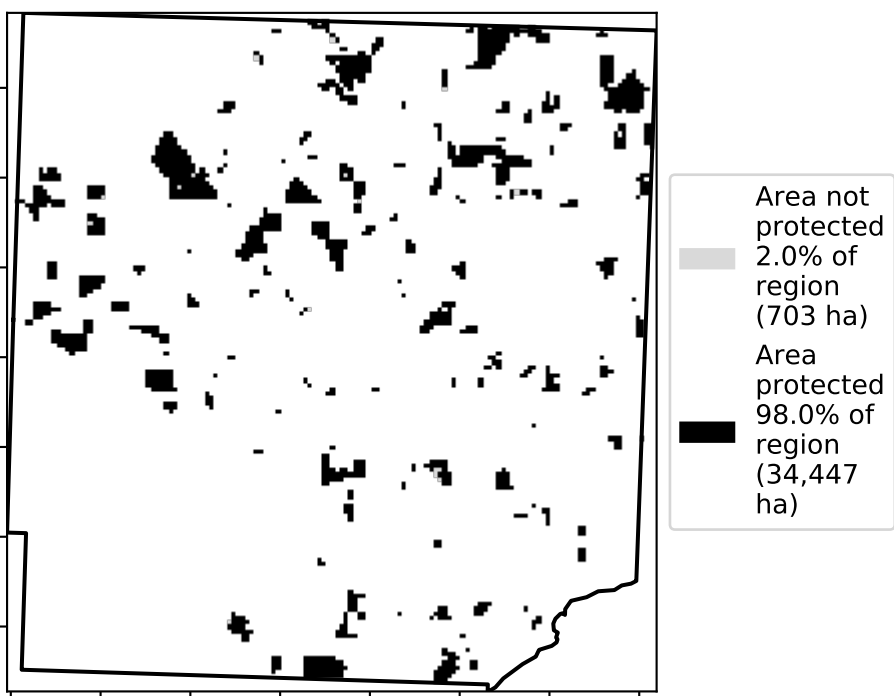 Area not
protected
2.0% of
region
(703 ha)
Area
protected
98.0% of
region
(34,447
ha)